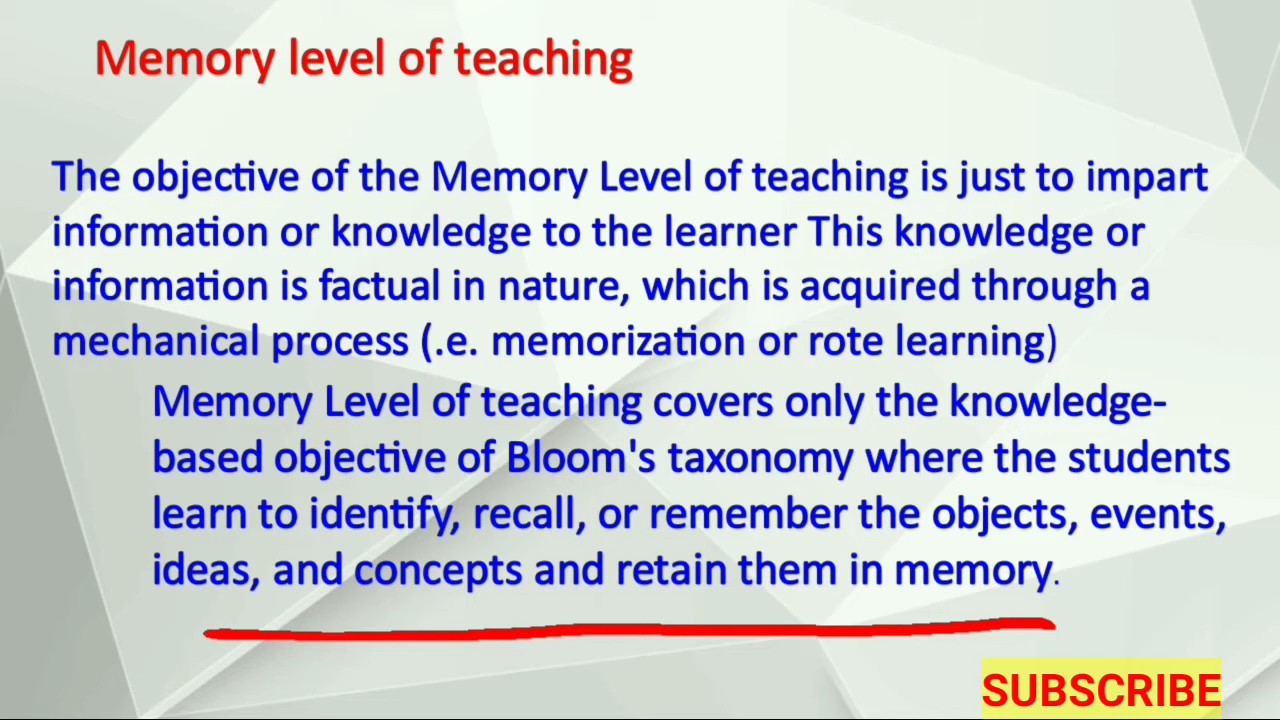 Memory level of teaching
The objective of the Memory Level of teaching is just to impart
information or knowledge to the learner This knowledge or
information is factual in nature, which is acquired through a
mechanical process (.e. memorization or rote learning)
Memory Level of teaching covers only the knowledge-
based objective of Bloom's taxonomy where the students
learn to identify, recall, or remember the objects, events,
ideas, and concepts and retain them in memory.
SUBSCRIBE